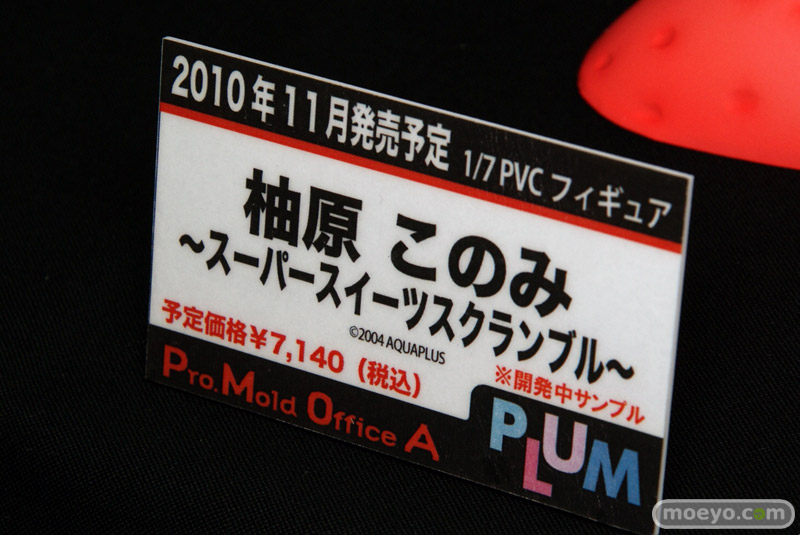 2010年11月発売予定 1/7 PVC フィギュア
柚原 このみ
～スーパースイーツスクランブル～
©2004 AQUAPLUS
予定価格￥7,140（税込）
※開発中サンプル
Pro. Mold Office A
PLUM
moeyo.com